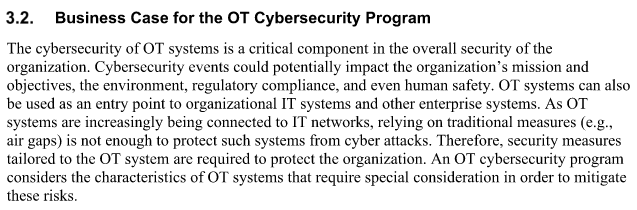 3.2. Business Case for the OT Cybersecurity Program
The cybersecurity of OT systems is a critical component in the overall security of the
organization. Cybersecurity events could potentially impact the organization’s mission and
objectives, the environment, regulatory compliance, and even human safety. OT systems can also
be used as an entry point to organizational IT systems and other enterprise systems. As OT
systems are increasingly being connected to IT networks, relying on traditional measures (e.g.,
air gaps) is not enough to protect such systems from cyber attacks. Therefore, security measures
tailored to the OT system are required to protect the organization. An OT cybersecurity program
considers the characteristics of OT systems that require special consideration in order to mitigate
these risks.